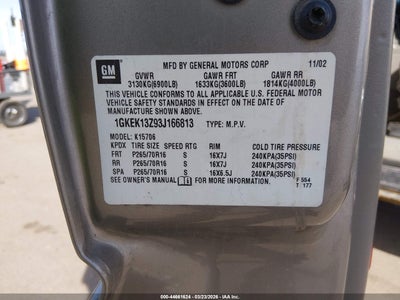 GM
MFD BY GENERAL MOTORS CORP 11/02
GVWR GAWR FRT GAWR RR
3130KG(6900LB) 1633KG(3600LB) 1814KG(4000LB)
THIS VEHICLE CONFORMS TO ALL APPLICABLE U.S. FEDERAL MOTOR
VEHICLE SAFETY STANDARDS IN EFFECT ON THE DATE OF
MANUFACTURE SHOWN ABOVE.
1GKEK13Z93J166813 TYPE: M.P.V.
MODEL: K15706
KPDX TIRE SIZE SPEED RTG RIM COLD TIRE PRESSURE
FRT P265/70R16 S 16X7J 240KPA(35PSI)
RR P265/70R16 S 16X7J 240KPA(35PSI)
SPA P265/70R16 S 16X6.5J 240KPA(35PSI)
SEE OWNER'S MANUAL FOR MORE INFORMATION F 554
T 177
000-44661624 - 03/23/2026 - IAA, Inc.